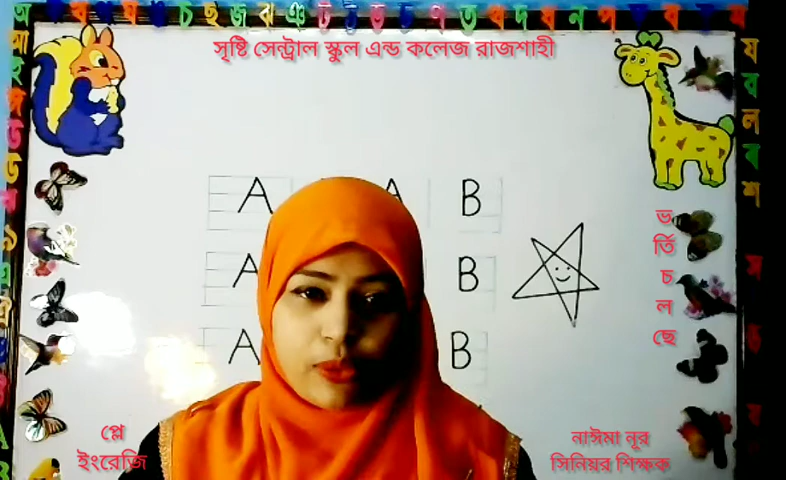 অ ই ঘ ঙ চ ছ জ ঝ ঞ ট ঠ ড ঢ ণ ত থ দ ধ ন প ফ ব ভ ম
আ
সৃষ্টি সেন্ট্রাল স্কুল এন্ড কলেজ রাজশাহী
য
র
ল
ব
শ
A A B
A B
A B
ভ
র্তি
চ
ল
ছে
প্লে
ইংরেজি
নাঈমা নূর
সিনিয়র শিক্ষক